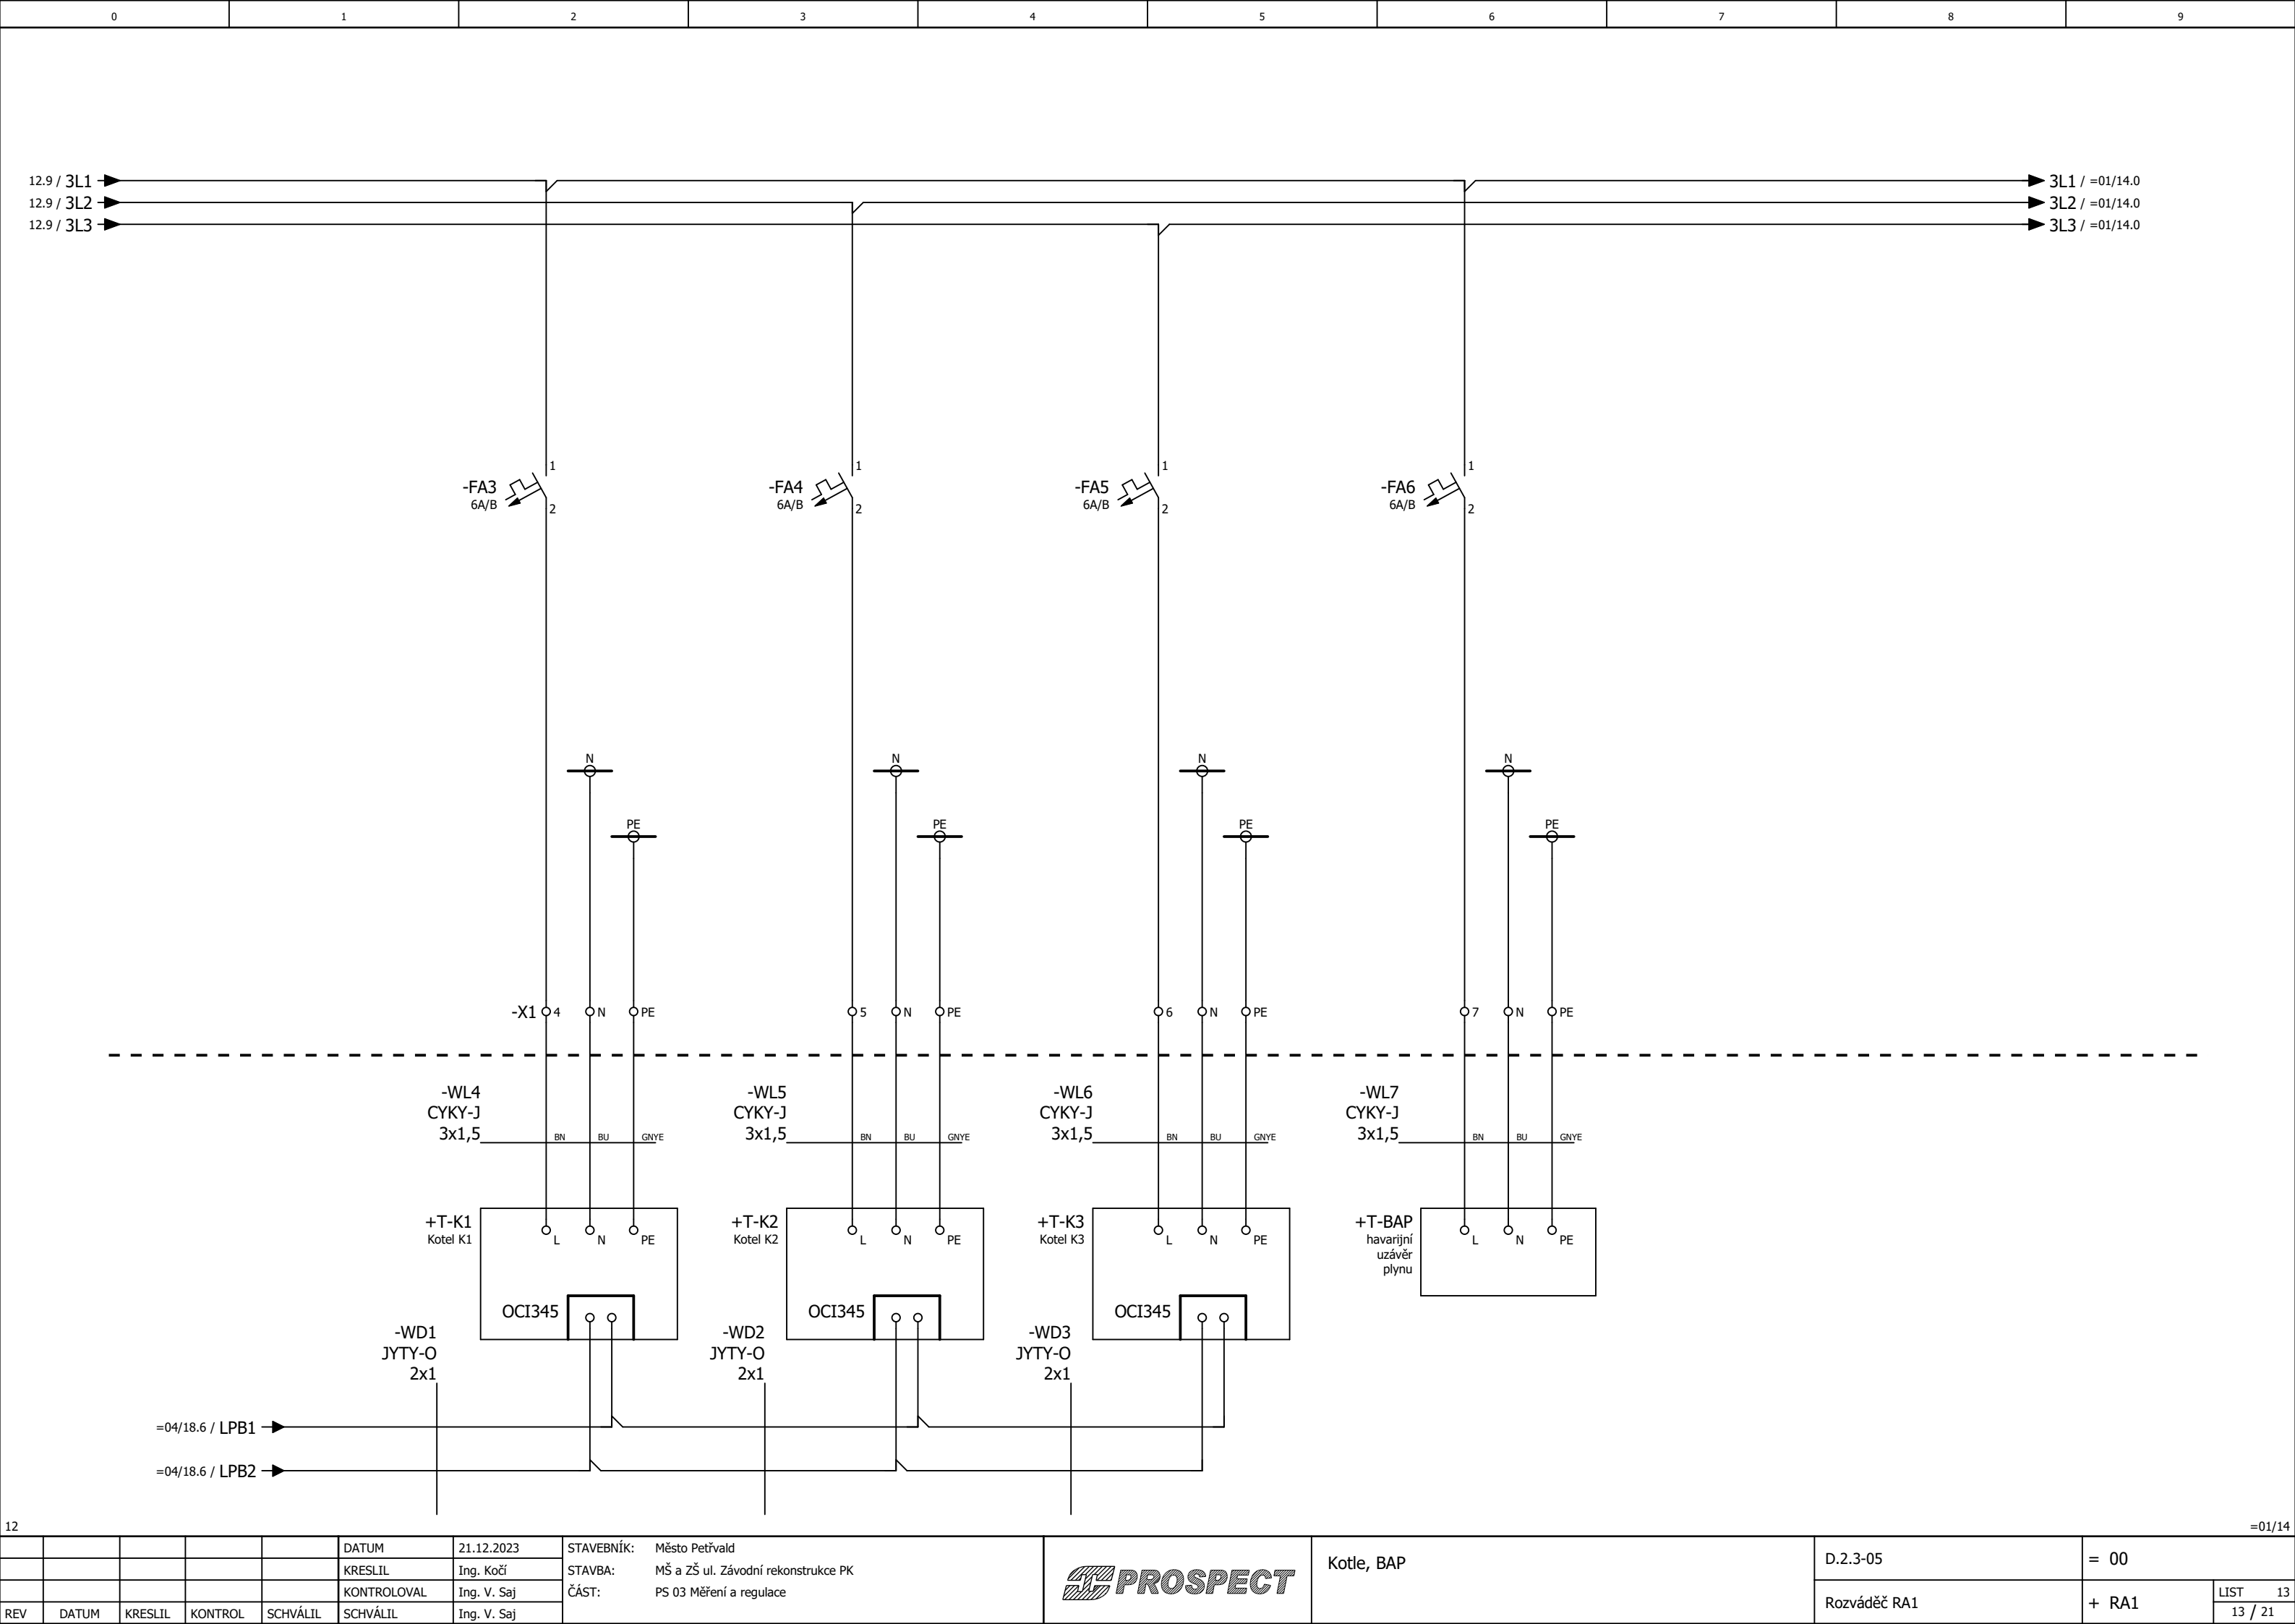 0 1 2 3 4 5 6 7 8 9
12.9 / 3L1 3L1 / =01/14.0
12.9 / 3L2 3L2 / =01/14.0
12.9 / 3L3 3L3 / =01/14.0
1 1 1 1
-FA3 -FA4 -FA5 -FA6
6A/B 6A/B 6A/B 6A/B
2 2 2 2
N N N N
PE PE PE PE
-X1 4 N PE 5 N PE 6 N PE 7 N PE
-WL4 -WL5 -WL6 -WL7
CYKY-J CYKY-J CYKY-J CYKY-J
3x1,5 3x1,5 3x1,5 3x1,5
BN BU GNYE BN BU GNYE BN BU GNYE BN BU GNYE
+T-K1 +T-K2 +T-K3 +T-BAP
Kotel K1 Kotel K2 Kotel K3 havarijní
L N PE L N PE L N PE L N PE
uzávěr
plynu
OCI345 OCI345 OCI345
-WD1 -WD2 -WD3
JYTY-O JYTY-O JYTY-O
2x1 2x1 2x1
=04/18.6 / LPB1
=04/18.6 / LPB2
12 =01/14
DATUM 21.12.2023 STAVEBNÍK: Město Petřvald
KRESLIL Ing. Kočí STAVBA: MŠ a ZŠ ul. Závodní rekonstrukce PK
KONTROLOVAL Ing. V. Saj ČÁST: PS 03 Měření a regulace
REV DATUM KRESLIL KONTROL SCHVÁLIL SCHVÁLIL Ing. V. Saj
PROSPECT
Kotle, BAP
D.2.3-05 = 00
Rozváděč RA1 + RA1
LIST 13
13 / 21